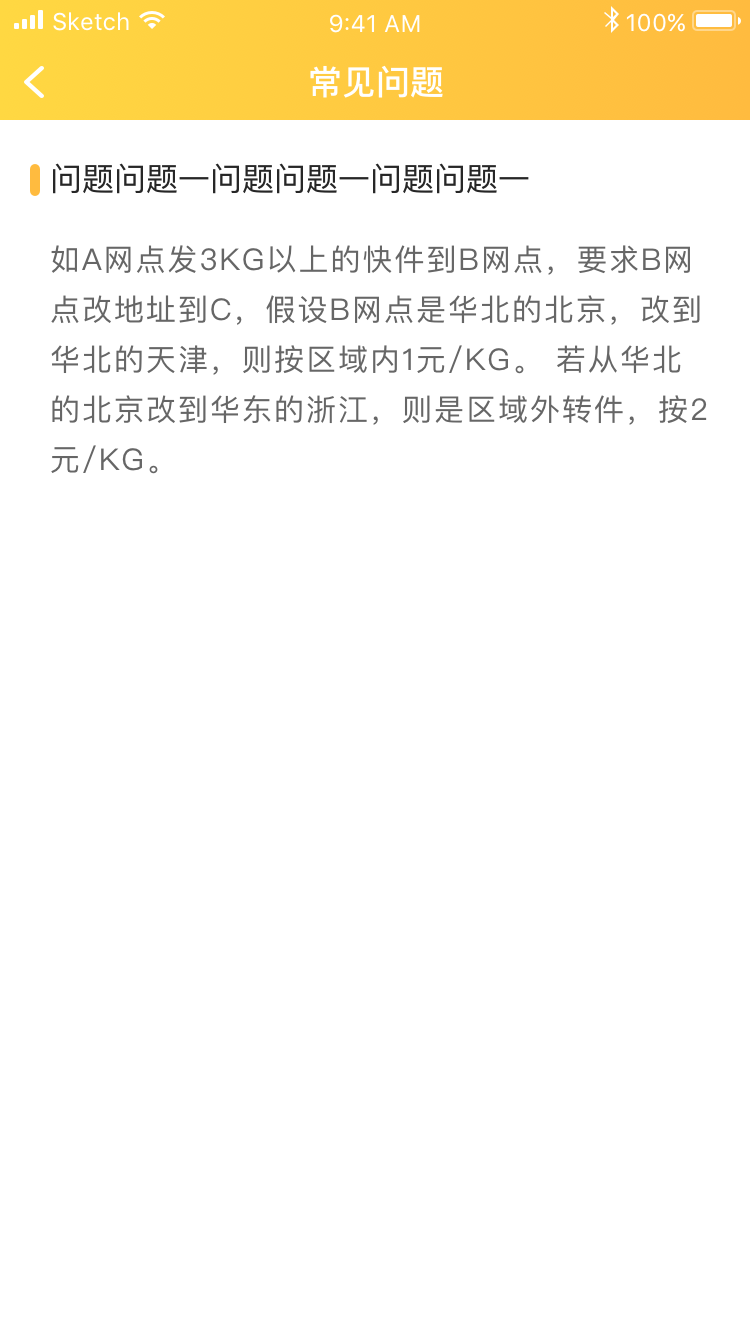 Sketch 9:41 AM 100%
常见问题
问题问题一问题问题一问题问题一
如A网点发3KG以上的快件到B网点，要求B网
点改地址到C，假设B网点是华北的北京，改到
华北的天津，则按区域内1元/KG。 若从华北
的北京改到华东的浙江，则是区域外转件，按2
元/KG。